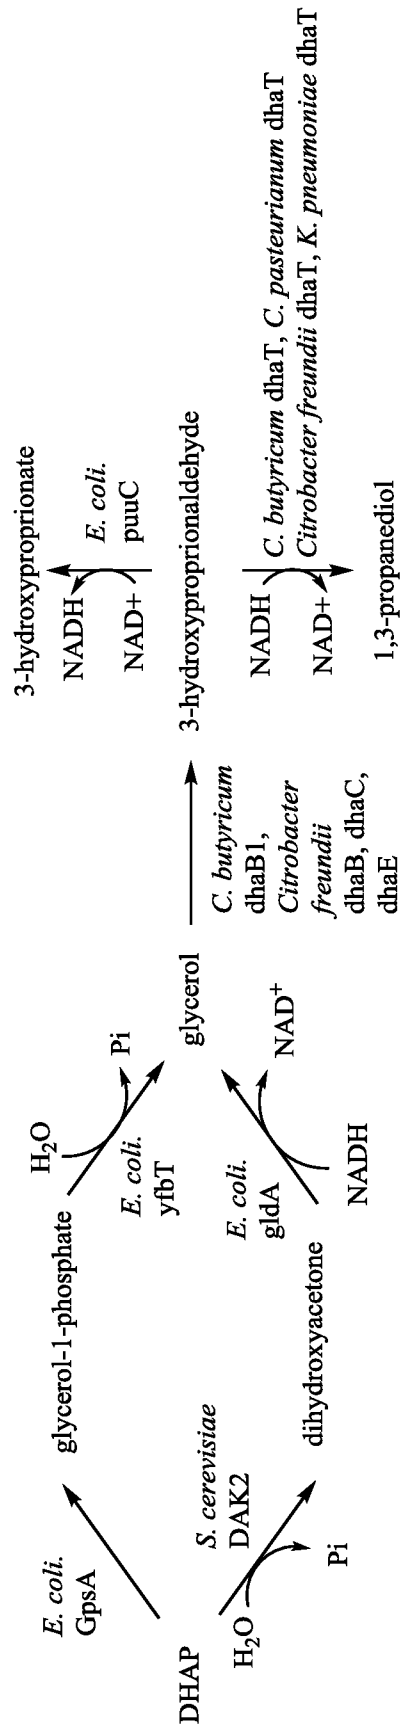 DHAP
E. coli.
GpsA
glycerol-1-phosphate
H₂O
Pi
E. coli.
yfbT
S. cerevisiae
DAK2
H₂O
Pi
dihydroxyacetone
E. coli.
gldA
NADH
NAD⁺
glycerol
C. butyricum
dhaB1,
Citrobacter
freundii
dhaB, dhaC,
dhaE
3-hydroxyproprionaldehyde
NAD+
NADH
E. coli.
puuC
3-hydroxyproprionate
NADH
NAD+
C. butyricum dhaT, C. pasteurianum dhaT
Citrobacter freundii dhaT, K. pneumoniae dhaT
1,3-propanediol